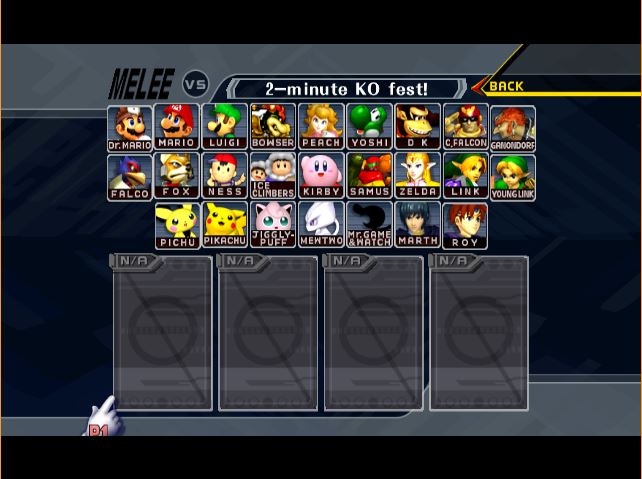 MELEE VS 2-minute KO fest! BACK
Dr.MARIO MARIO LUIGI BOWSER PEACH YOSHI D K C.FALCON GANONDORF
FALCO FOX NESS ICE CLIMBERS KIRBY SAMUS ZELDA LINK YOUNG LINK
PICHU PIKACHU JIGGLY-PUFF MEWTWO Mr.GAME &WATCH MARTH ROY
N/A N/A N/A N/A
P1